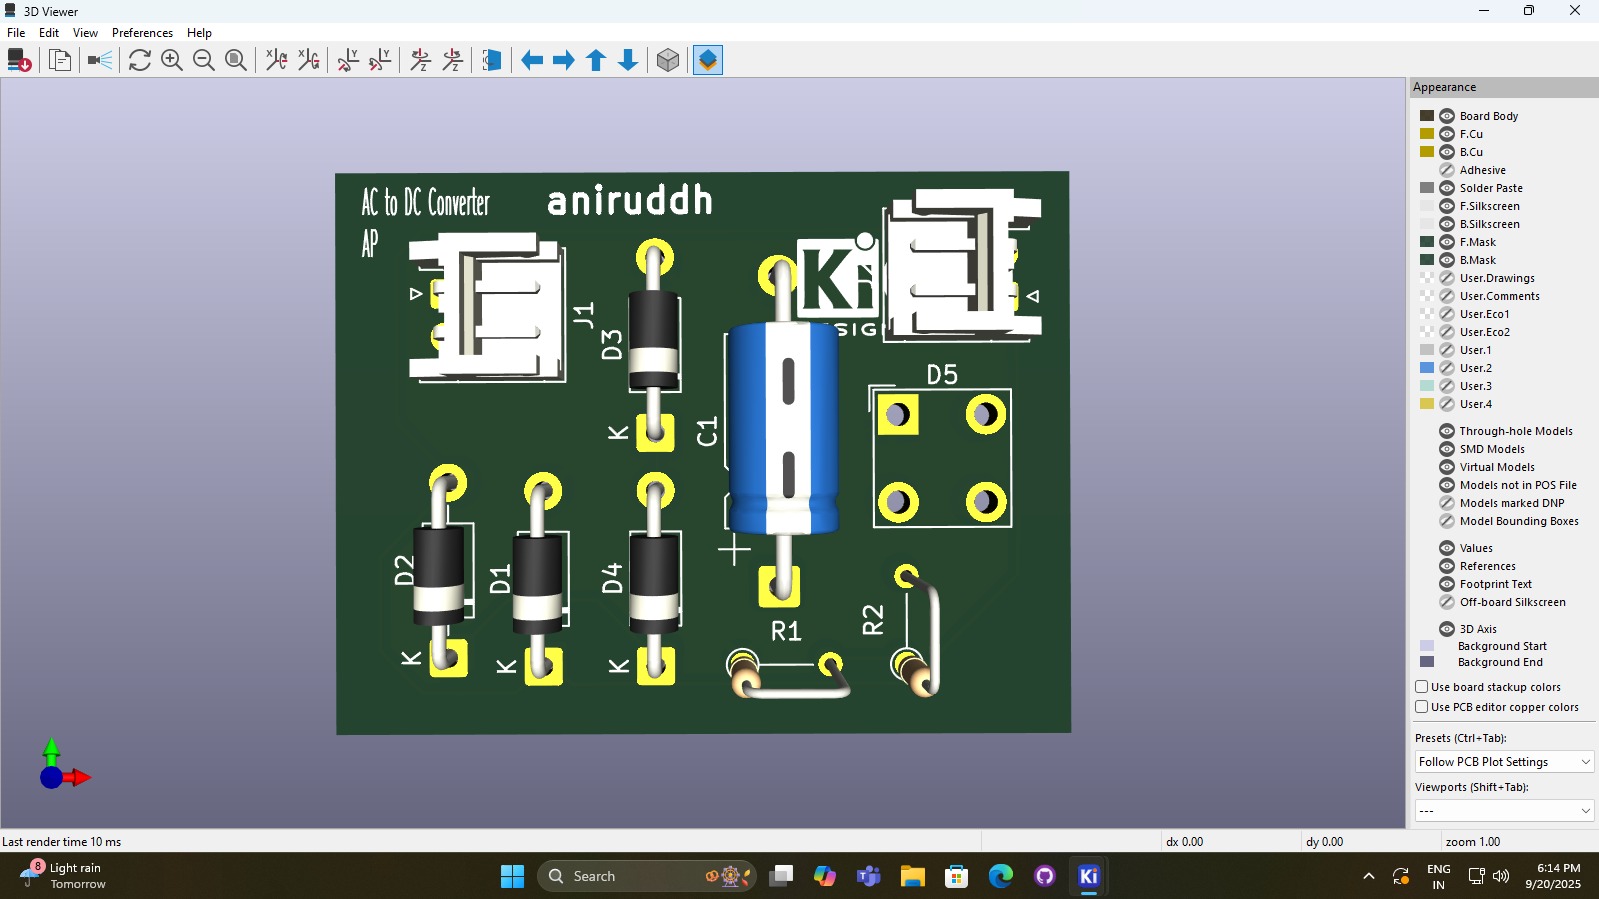 3D Viewer
File Edit View Preferences Help
Appearance
Board Body
F.Cu
B.Cu
Adhesive
Solder Paste
F.Silkscreen
B.Silkscreen
F.Mask
B.Mask
User.Drawings
User.Comments
User.Eco1
User.Eco2
User.1
User.2
User.3
User.4
Through-hole Models
SMD Models
Virtual Models
Models not in POS File
Models marked DNP
Model Bounding Boxes
Values
References
Footprint Text
Off-board Silkscreen
3D Axis
Background Start
Background End
Use board stackup colors
Use PCB editor copper colors
Presets (Ctrl+Tab):
Follow PCB Plot Settings
Viewports (Shift+Tab):
---
AC to DC Converter
AP
aniruddh
Ki
SIG
J1
D3
K
C1
+
D5
D2
K
D1
K
D4
K
R1
R2
Last render time 10 ms
dx 0.00
dy 0.00
zoom 1.00
8
Light rain
Tomorrow
Search
Ki
ENG
IN
6:14 PM
9/20/2025